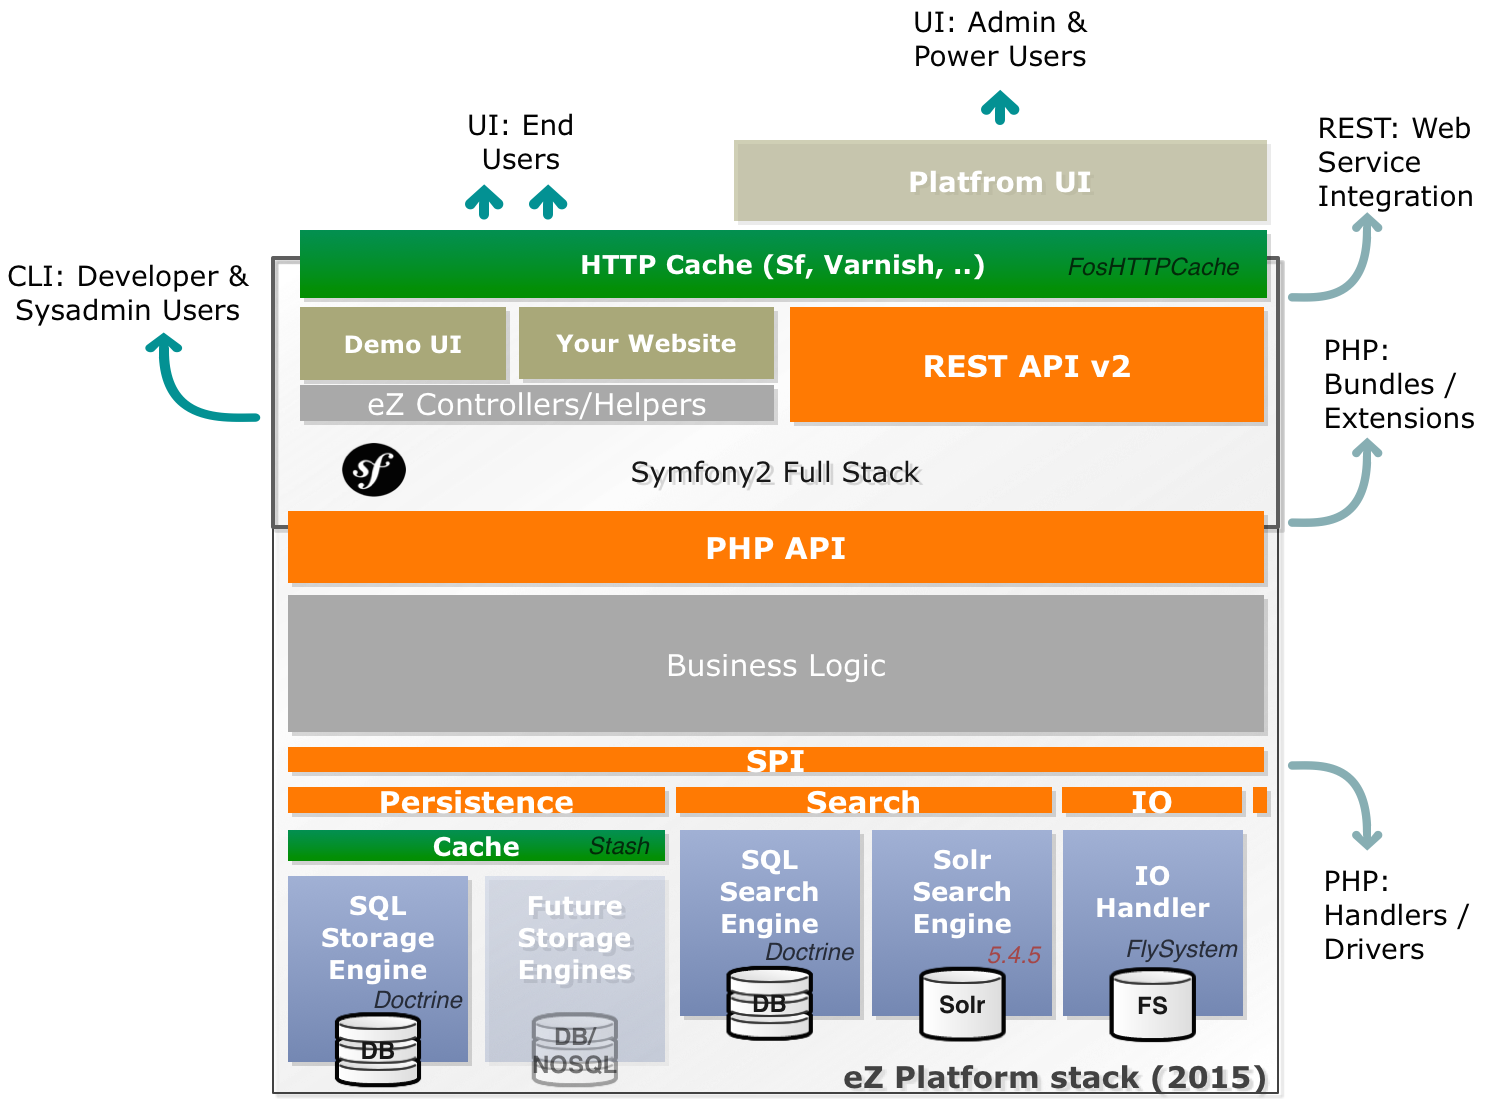 UI: Admin &
Power Users
UI: End
Users
REST: Web
Service
Integration
Platfrom UI
CLI: Developer &
Sysadmin Users
HTTP Cache (Sf, Varnish, ..)
FosHTTPCache
Demo UI
Your Website
REST API v2
eZ Controllers/Helpers
PHP:
Bundles /
Extensions
sf
Symfony2 Full Stack
PHP API
Business Logic
SPI
Persistence
Search
IO
Cache
Stash
SQL
Storage
Engine
Doctrine
DB
Future
Storage
Engines
DB/
NOSQL
SQL
Search
Engine
Doctrine
DB
Solr
Search
Engine
5.4.5
Solr
IO
Handler
FlySystem
FS
PHP:
Handlers /
Drivers
eZ Platform stack (2015)